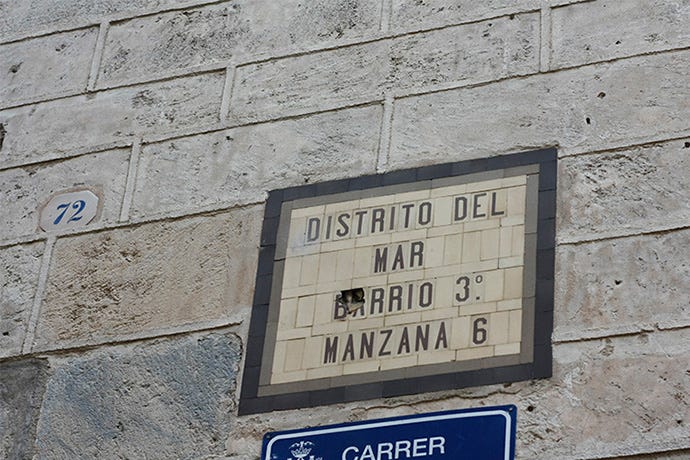 72
DISTRITO DEL
MAR
BARRIO 3.º
MANZANA 6
CARRER